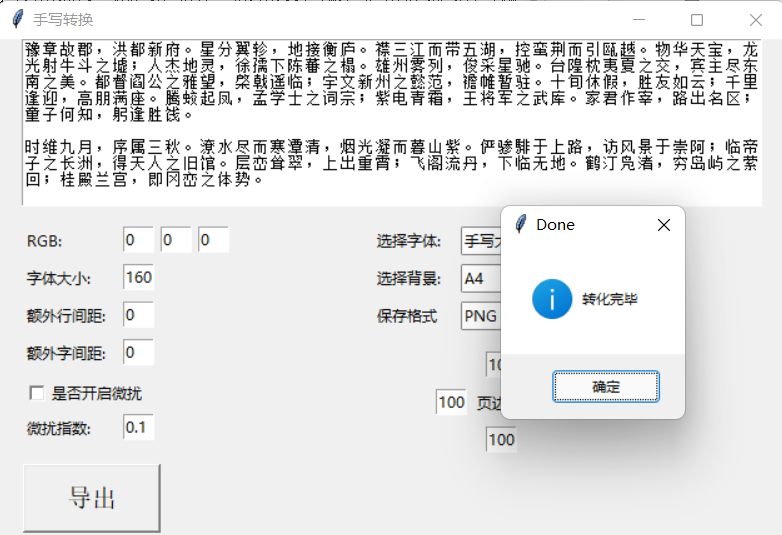 手写转换
豫章故郡，洪都新府。星分翼轸，地接衡庐。襟三江而带五湖，控蛮荆而引瓯越。物华天宝，龙
光射牛斗之墟；人杰地灵，徐孺下陈蕃之榻。雄州雾列，俊采星驰。台隍枕夷夏之交，宾主尽东
南之美。都督阎公之雅望，棨戟遥临；宇文新州之懿范，襜帷暂驻。十旬休假，胜友如云；千里
逢迎，高朋满座。腾蛟起凤，孟学士之词宗；紫电青霜，王将军之武库。家君作宰，路出名区；
童子何知，躬逢胜饯。
时维九月，序属三秋。潦水尽而寒潭清，烟光凝而暮山紫。俨骖騑于上路，访风景于崇阿；临帝
子之长洲，得天人之旧馆。层峦耸翠，上出重霄；飞阁流丹，下临无地。鹤汀凫渚，穷岛屿之萦
回；桂殿兰宫，即冈峦之体势。
RGB: 0 0 0
选择字体: 手写
字体大小: 160
选择背景: A4
额外行间距: 0
保存格式 PNG
额外字间距: 0
10
是否开启微扰
100 页边
微扰指数: 0.1
100
导出
Done
转化完毕
确定